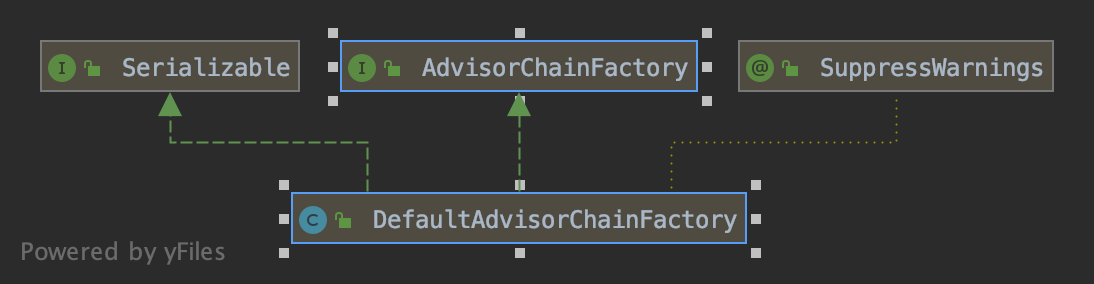 I Serializable
I AdvisorChainFactory
@ SuppressWarnings
C DefaultAdvisorChainFactory
Powered by yFiles